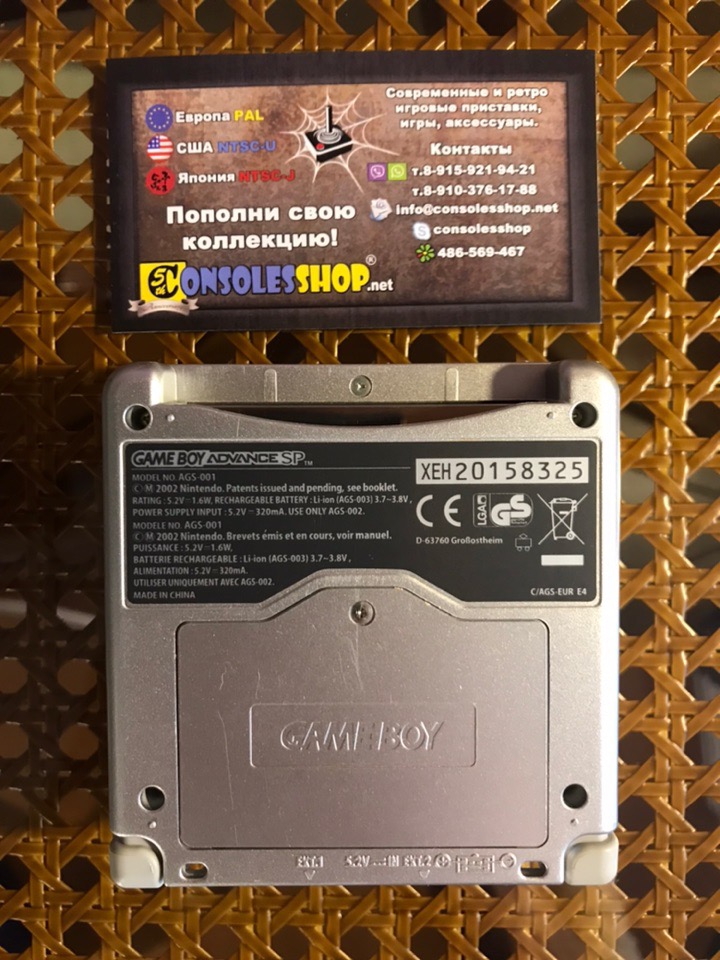 Европа PAL
США NTSC-U
Япония NTSC-J
Пополни свою
коллекцию!
5th
CONSOLESSHOP.net
®
Современные и ретро
игровые приставки,
игры, аксессуары.
Контакты
т.8-915-921-94-21
т.8-910-376-17-88
info@consolesshop.net
consolesshop
486-569-467
GAME BOY ADVANCE SP™
MODEL NO. AGS-001
©Ⓜ 2002 Nintendo. Patents issued and pending, see booklet.
RATING : 5.2V⎓1.6W, RECHARGEABLE BATTERY : Li-ion (AGS-003) 3.7~3.8V ,
POWER SUPPLY INPUT : 5.2V⎓320mA. USE ONLY AGS-002.
MODELE NO. AGS-001
©Ⓜ 2002 Nintendo. Brevets émis et en cours, voir manuel.
PUISSANCE : 5.2V⎓1.6W,
BATTERIE RECHARGEABLE : Li-ion (AGS-003) 3.7~3.8V ,
ALIMENTATION : 5.2V⎓320mA.
UTILISER UNIQUEMENT AVEC AGS-002.
MADE IN CHINA
XEH20158325
CE LGA GS
D-63760 Großostheim
C/AGS-EUR E4
GAME BOY
EXT.1 5.2V⎓IN EXT.2